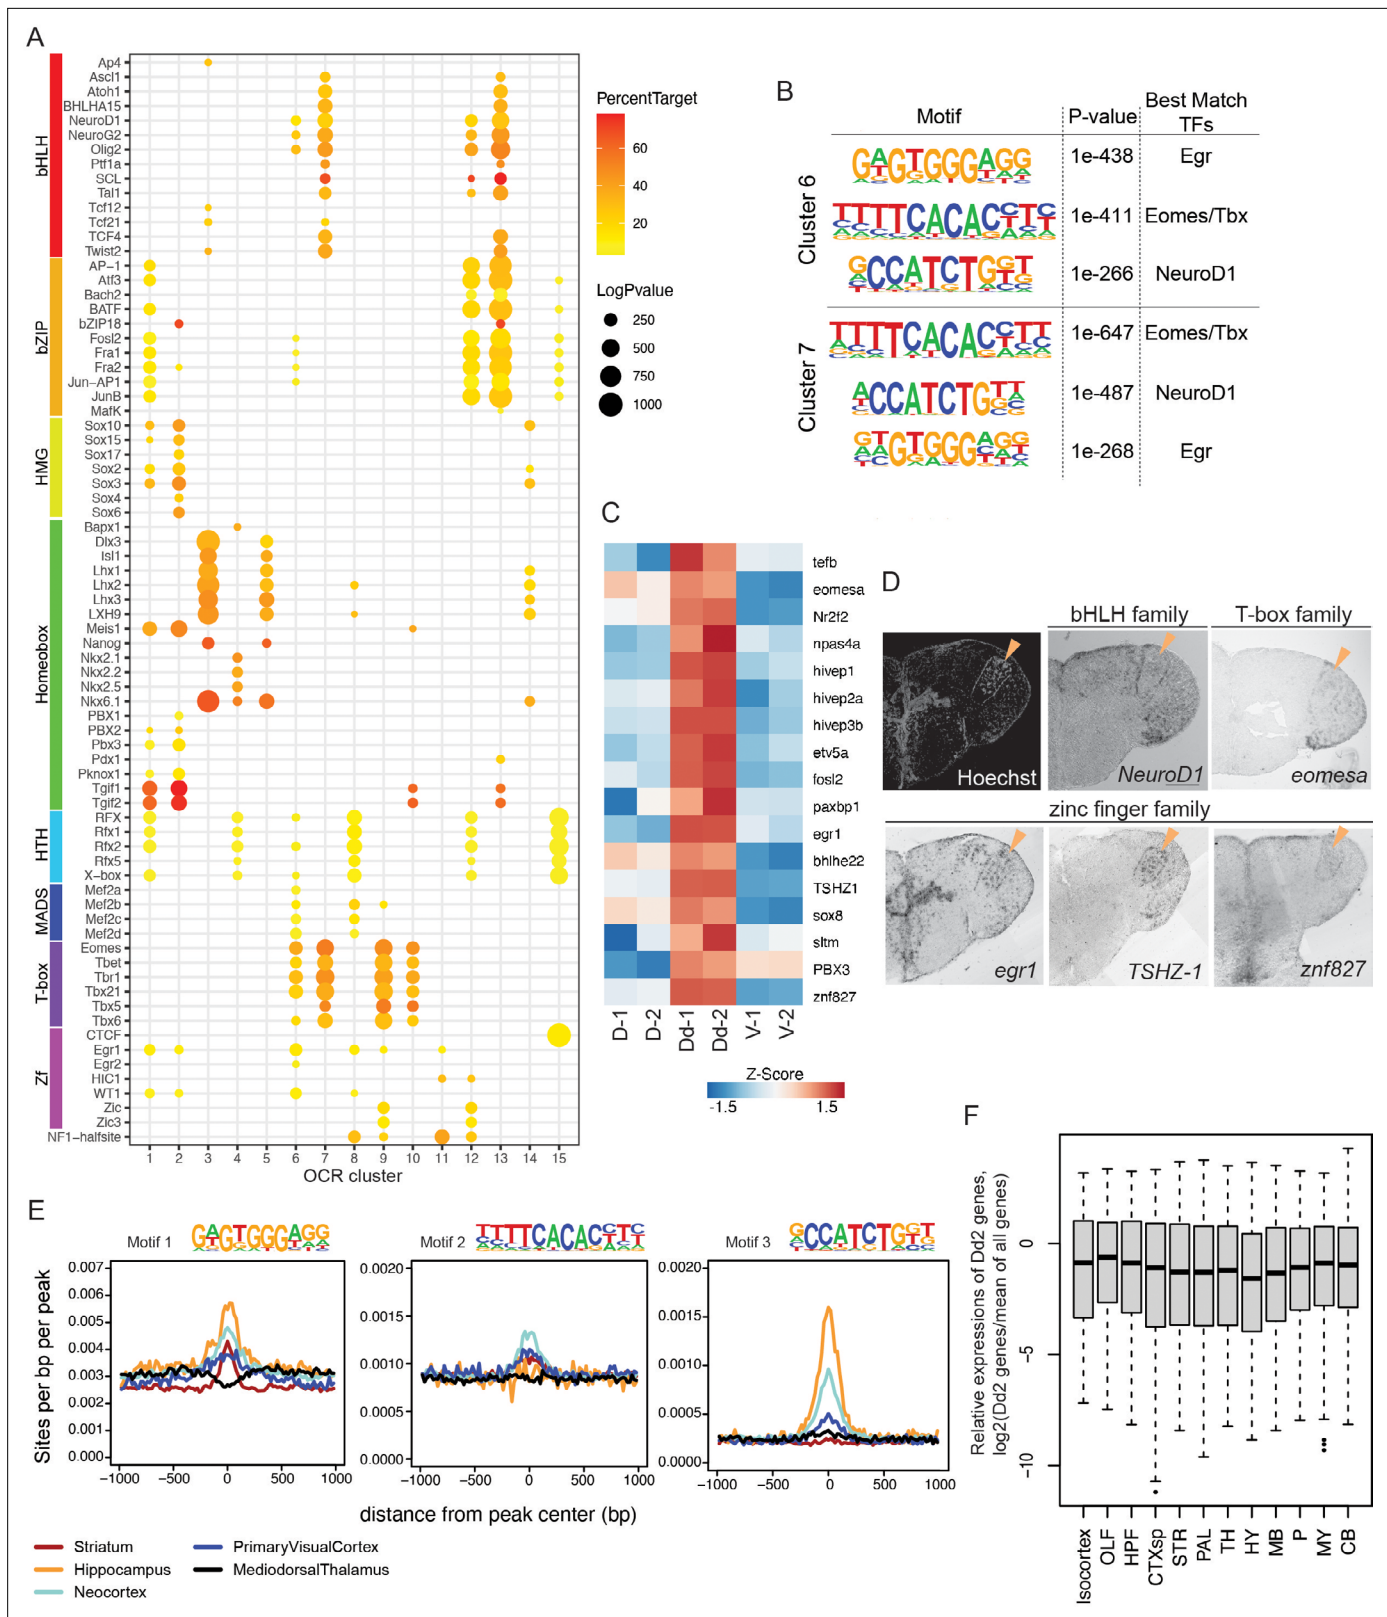 A
bHLH
bZIP
HMG
Homeobox
HTH
MADS
T-box
Zf
Ap4
Ascl1
Atoh1
BHLHA15
NeuroD1
NeuroG2
Olig2
Ptf1a
SCL
Tal1
Tcf12
Tcf21
TCF4
Twist2
AP-1
Atf3
Bach2
BATF
bZIP18
Fosl2
Fra1
Fra2
Jun-AP1
JunB
MafK
Sox10
Sox15
Sox17
Sox2
Sox3
Sox4
Sox6
Bapx1
Dlx3
Isl1
Lhx1
Lhx2
Lhx3
LXH9
Meis1
Nanog
Nkx2.1
Nkx2.2
Nkx2.5
Nkx6.1
PBX1
PBX2
Pbx3
Pdx1
Pknox1
Tgif1
Tgif2
RFX
Rfx1
Rfx2
Rfx5
X-box
Mef2a
Mef2b
Mef2c
Mef2d
Eomes
Tbet
Tbr1
Tbx21
Tbx5
Tbx6
CTCF
Egr1
Egr2
HIC1
WT1
Zic
Zic3
NF1-halfsite
1 2 3 4 5 6 7 8 9 10 11 12 13 14 15
OCR cluster
PercentTarget
60
40
20
LogPvalue
250
500
750
1000
B
Motif P-value Best Match TFs
Cluster 6
GAGTGGGAGG 1e-438 Egr
TTTTCACACCTC 1e-411 Eomes/Tbx
GCCATCTGGT 1e-266 NeuroD1
Cluster 7
ATTTTCACACCTT 1e-647 Eomes/Tbx
ACCATCTGTT 1e-487 NeuroD1
GTGTGGGAGG 1e-268 Egr
C
tefb
eomesa
Nr2f2
npas4a
hivep1
hivep2a
hivep3b
etv5a
fosl2
paxbp1
egr1
bhlhe22
TSHZ1
sox8
sltm
PBX3
znf827
D-1 D-2 Dd-1 Dd-2 V-1 V-2
Z-Score
-1.5 1.5
D
bHLH family T-box family
Hoechst NeuroD1 eomesa
zinc finger family
egr1 TSHZ-1 znf827
E
Motif 1 GAGTGGGAGG
Motif 2 TTTTCACACCTC
Motif 3 GCCATCTGGT
Sites per bp per peak
0.007
0.006
0.005
0.004
0.003
0.002
0.001
0.000
-1000 -500 0 500 1000
0.0020
0.0015
0.0010
0.0005
0.0000
-1000 -500 0 500 1000
0.0020
0.0015
0.0010
0.0005
0.0000
-1000 -500 0 500 1000
distance from peak center (bp)
Striatum
Hippocampus
Neocortex
PrimaryVisualCortex
MediodorsalThalamus
F
Relative expressions of Dd2 genes,
log2(Dd2 genes/mean of all genes)
0
-5
-10
Isocortex OLF HPF CTXsp STR PAL TH HY MB P MY CB